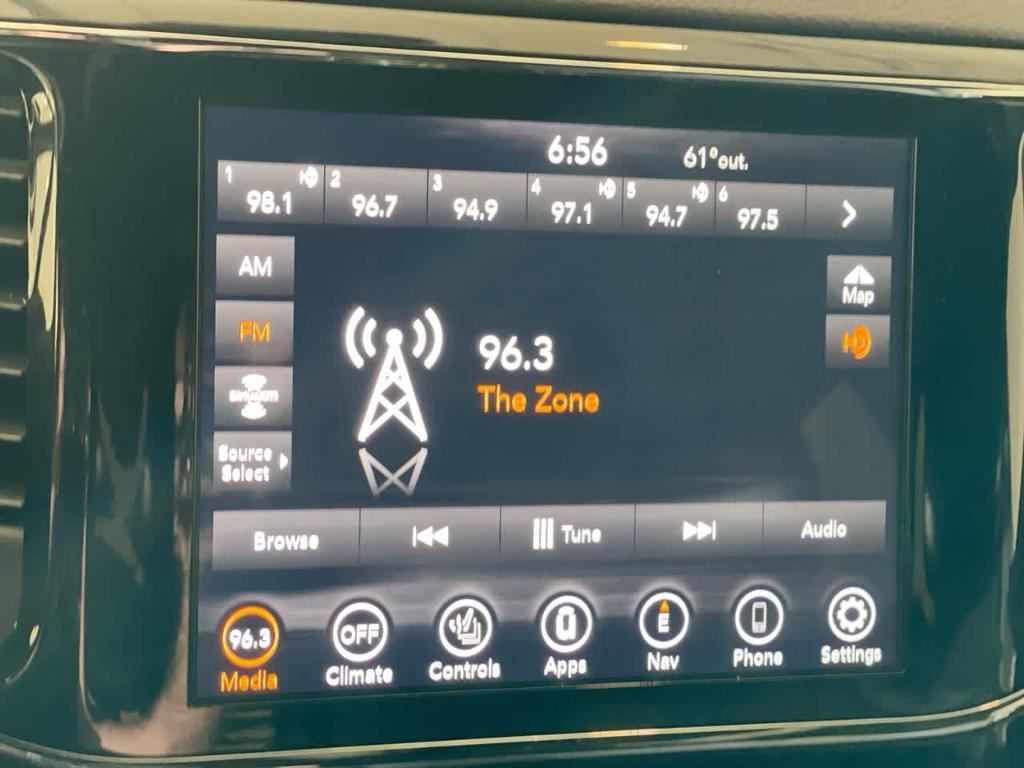 6:56 61°out.
1 98.1 2 96.7 3 94.9 4 97.1 5 94.7 6 97.5
AM
Map
FM
96.3
The Zone
SiriusXM
Source
Select
Browse Tune Audio
96.3 OFF E
Media Climate Controls Apps Nav Phone Settings